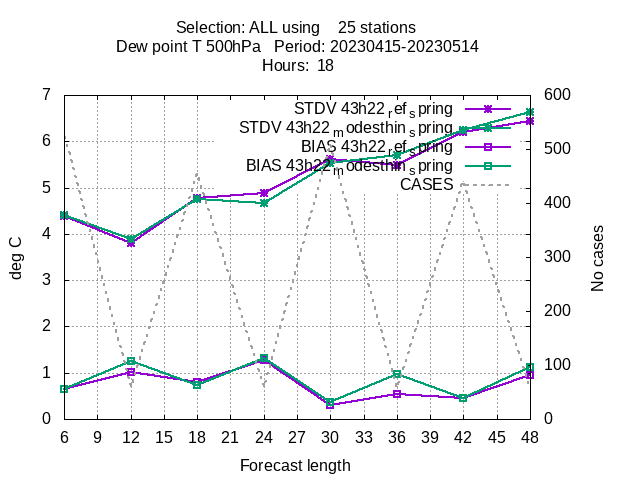 Selection: ALL using    25 stations
Dew point T 500hPa   Period: 20230415-20230514
Hours:  18
7
6
5
4
3
2
1
0
600
500
400
300
200
100
0
STDV 43h22_ref_spring
STDV 43h22_modesthin_spring
BIAS 43h22_ref_spring
BIAS 43h22_modesthin_spring
CASES
deg C
No cases
6 9 12 15 18 21 24 27 30 33 36 39 42 45 48
Forecast length